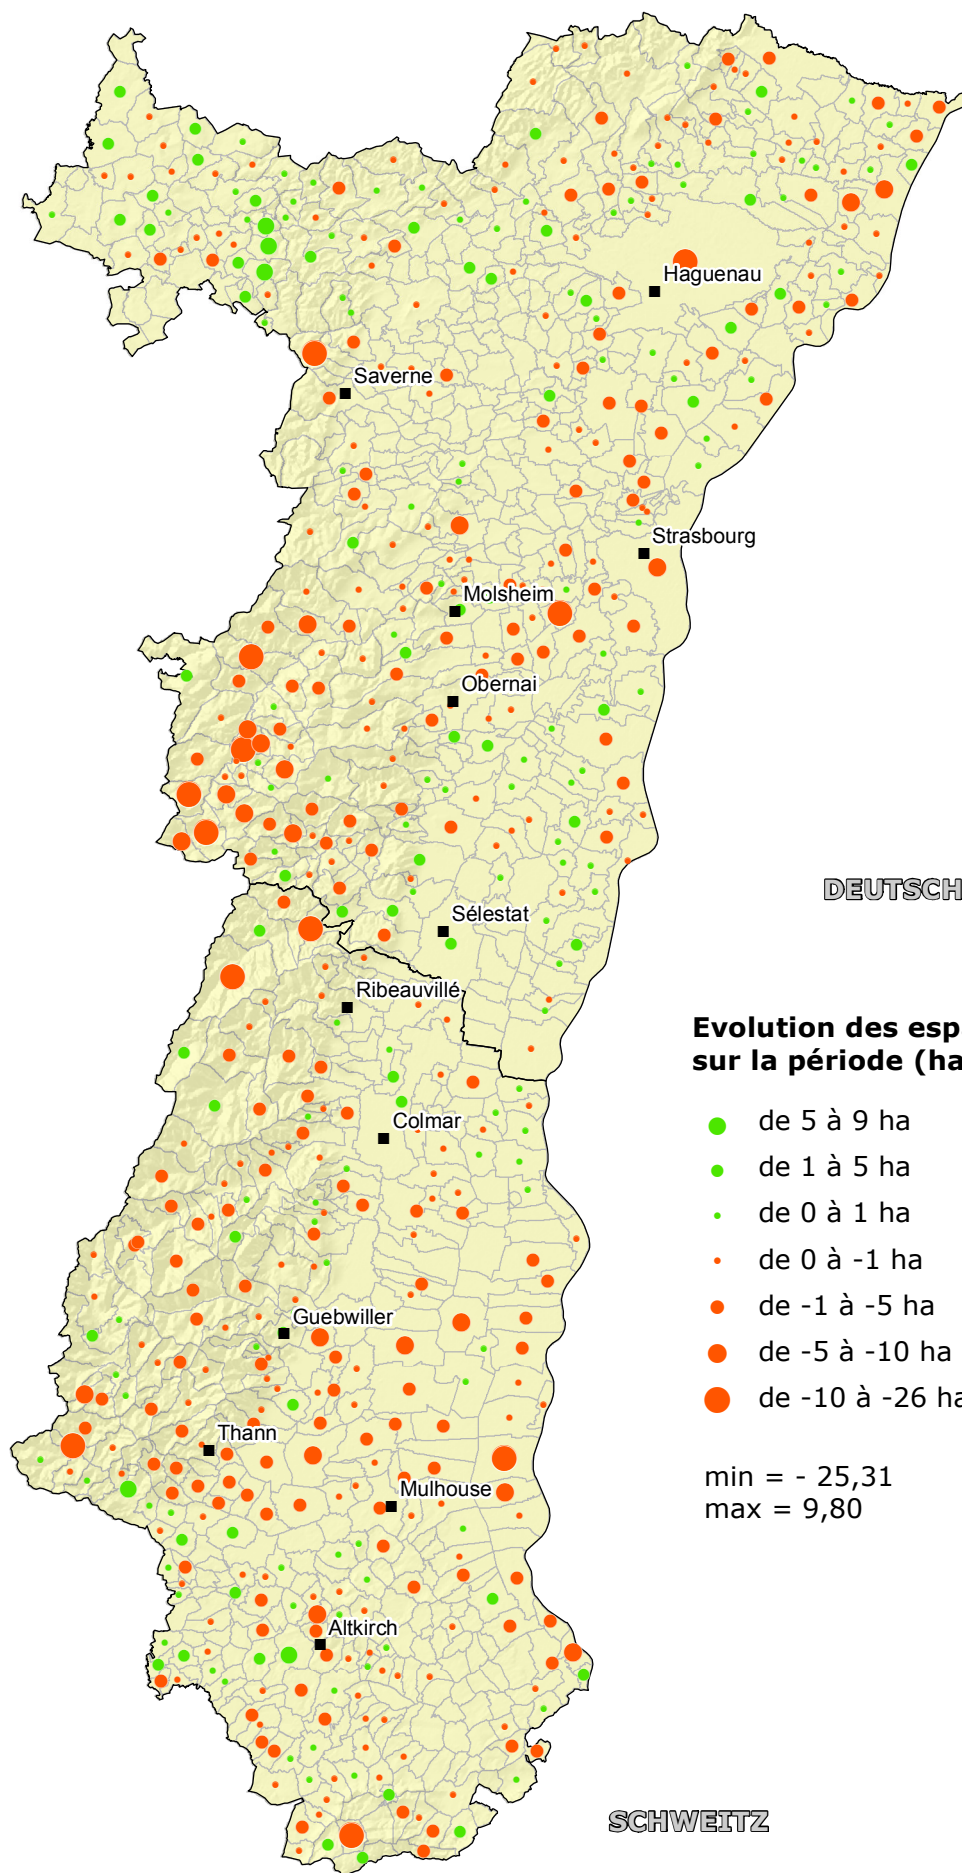 Haguenau
Saverne
Strasbourg
Molsheim
Obernai
DEUTSCH
Sélestat
Ribeauvillé
Evolution des esp
sur la période (ha
Colmar
de 5 à 9 ha
de 1 à 5 ha
de 0 à 1 ha
de 0 à -1 ha
de -1 à -5 ha
de -5 à -10 ha
de -10 à -26 ha
Guebwiller
Thann
Mulhouse
min = - 25,31
max = 9,80
Altkirch
SCHWEITZ